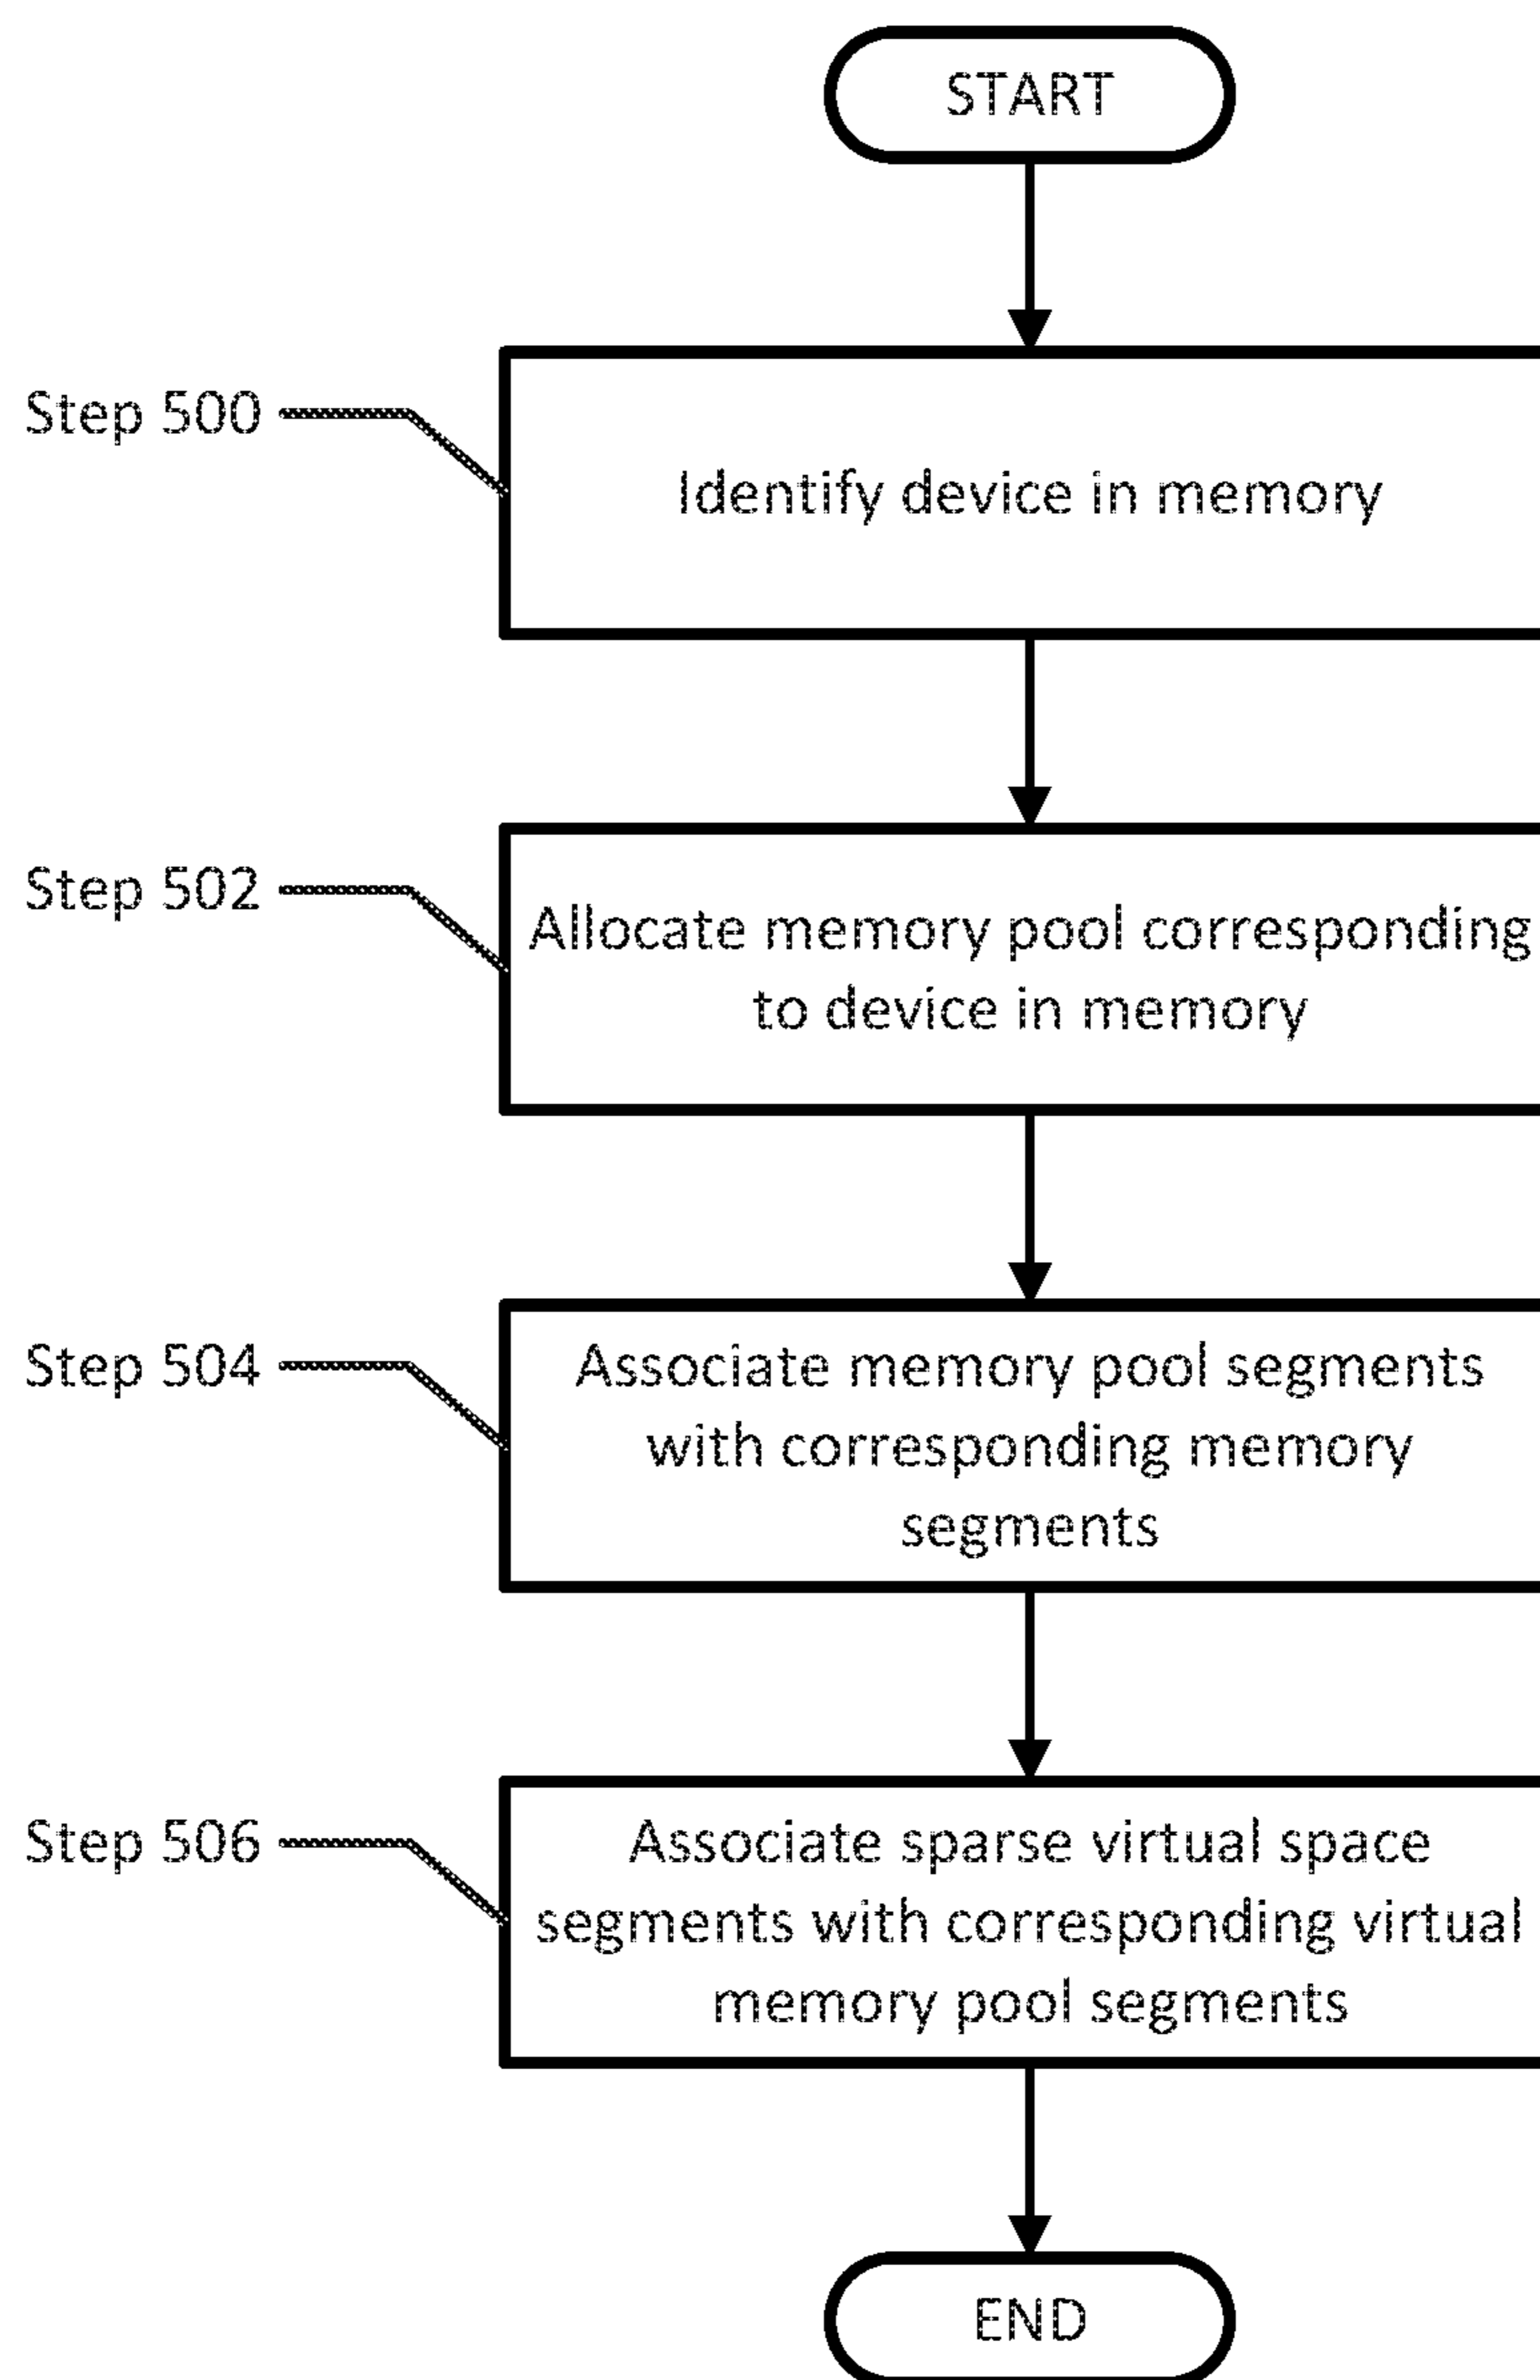 START
Step 500
Identify device in memory
Step 502
Allocate memory pool corresponding
to device in memory
Step 504
Associate memory pool segments
with corresponding memory
segments
Step 506
Associate sparse virtual space
segments with corresponding virtual
memory pool segments
END